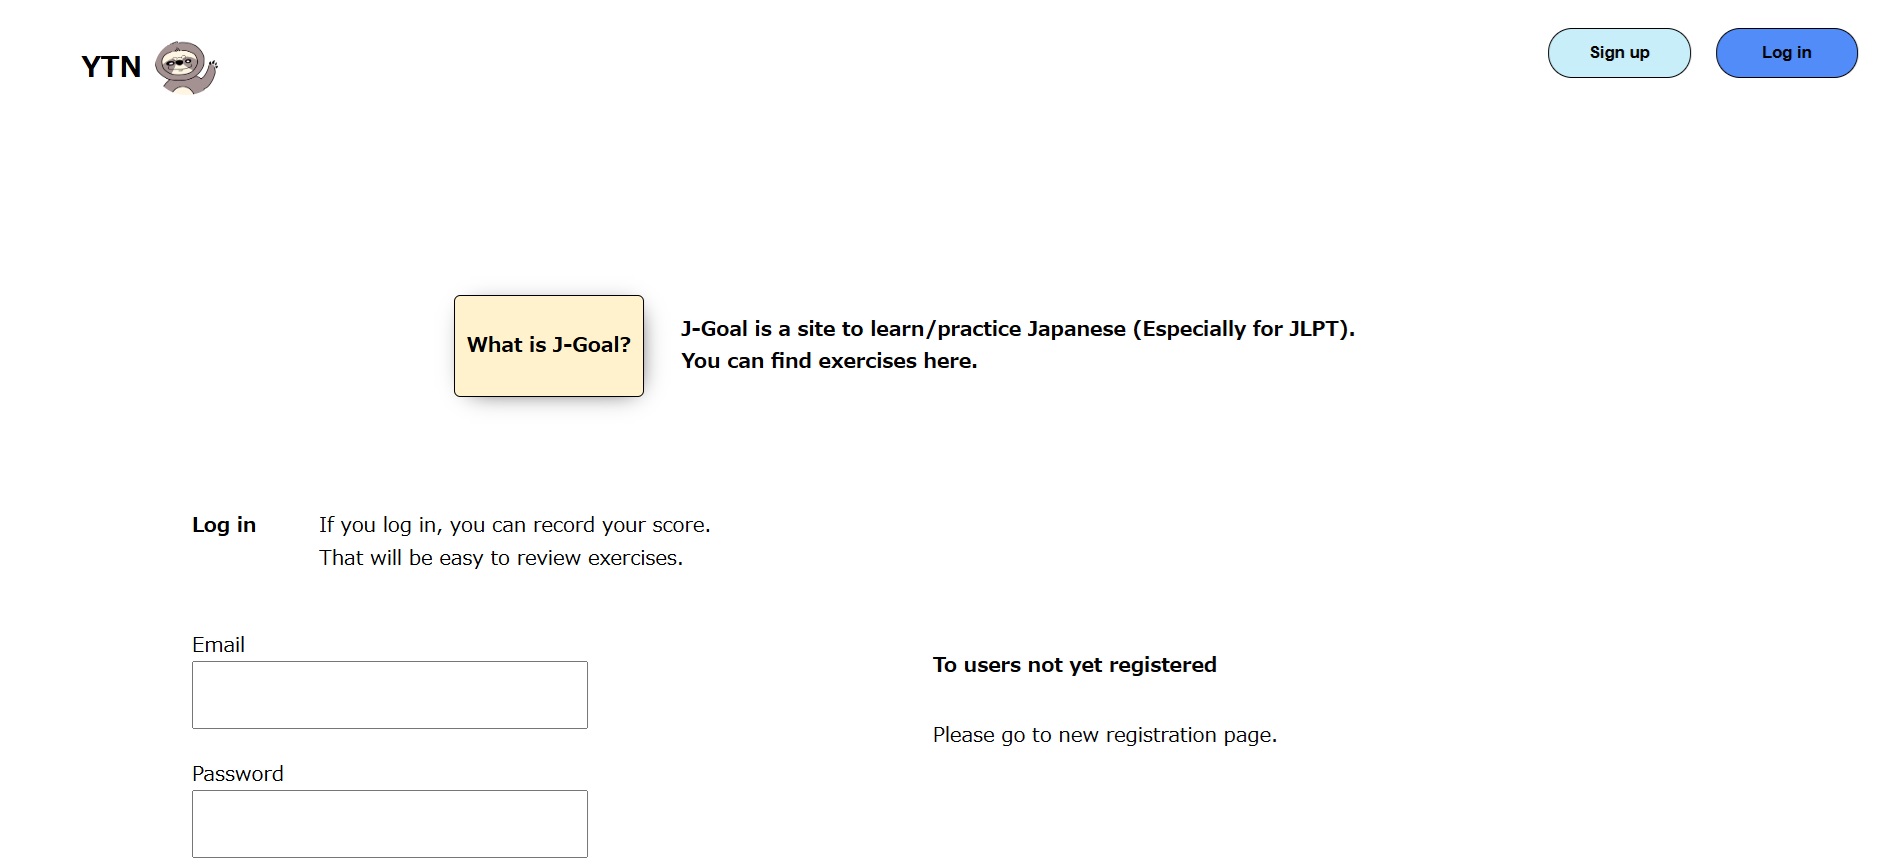 YTN
Sign up
Log in
What is J-Goal?
J-Goal is a site to learn/practice Japanese (Especially for JLPT).
You can find exercises here.
Log in
If you log in, you can record your score.
That will be easy to review exercises.
Email
To users not yet registered
Please go to new registration page.
Password